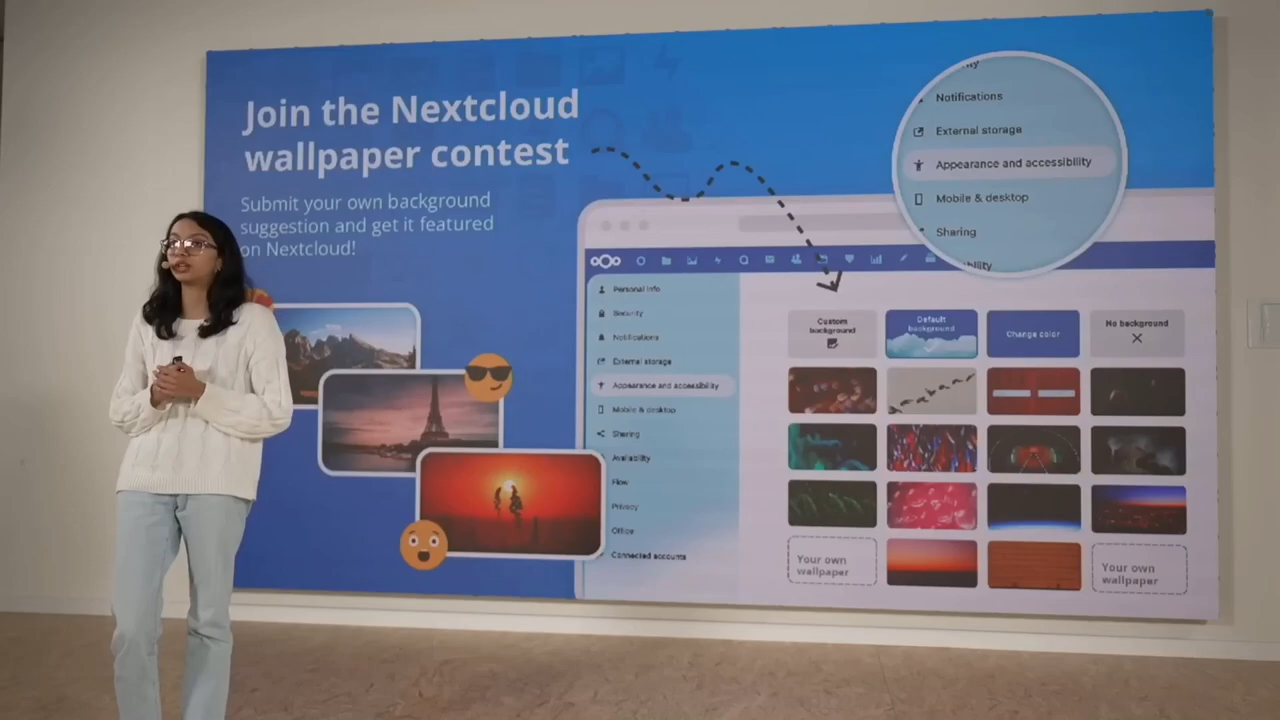 Join the Nextcloud
wallpaper contest
Submit your own background
suggestion and get it featured
on Nextcloud!
Notifications
External storage
Appearance and accessibility
Mobile & desktop
Sharing
Personal info
Security
Notifications
External storage
Appearance and accessibility
Mobile & desktop
Sharing
Availability
Flow
Privacy
Office
Connected accounts
Custom
background
Default
background
Change color
No background
Your own
wallpaper
Your own
wallpaper